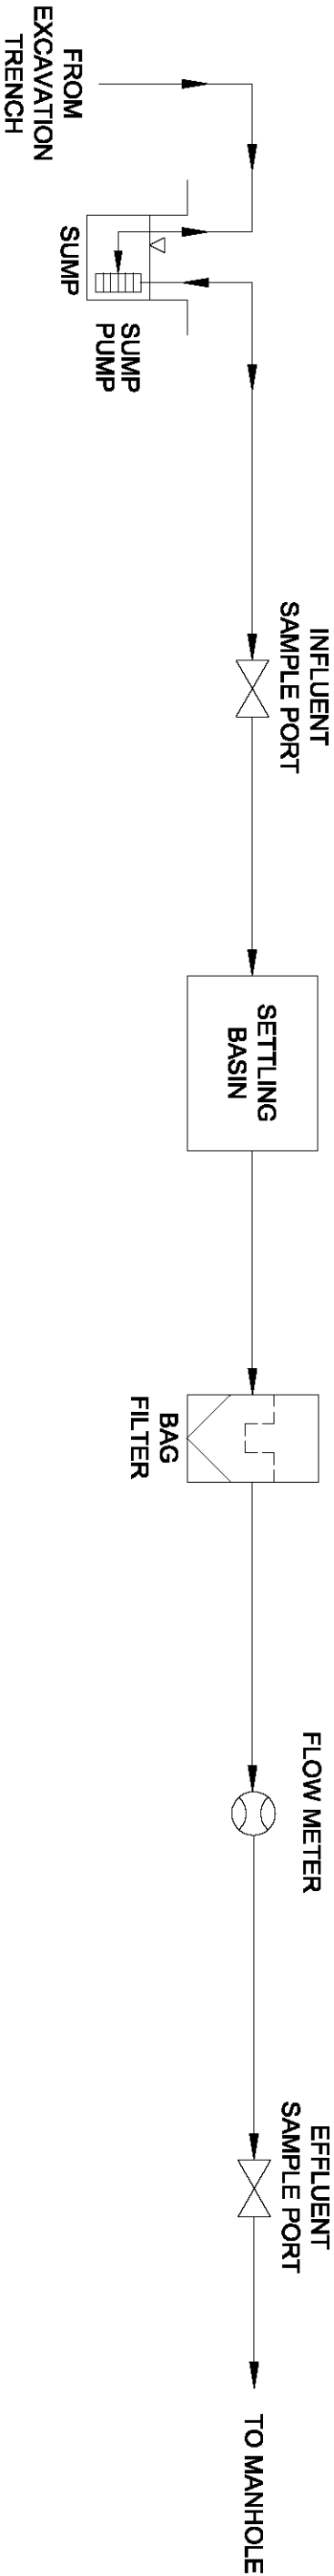 FROM
EXCAVATION
TRENCH
SUMP
SUMP
PUMP
INFLUENT
SAMPLE PORT
SETTLING
BASIN
BAG
FILTER
FLOW METER
EFFLUENT
SAMPLE PORT
TO MANHOLE